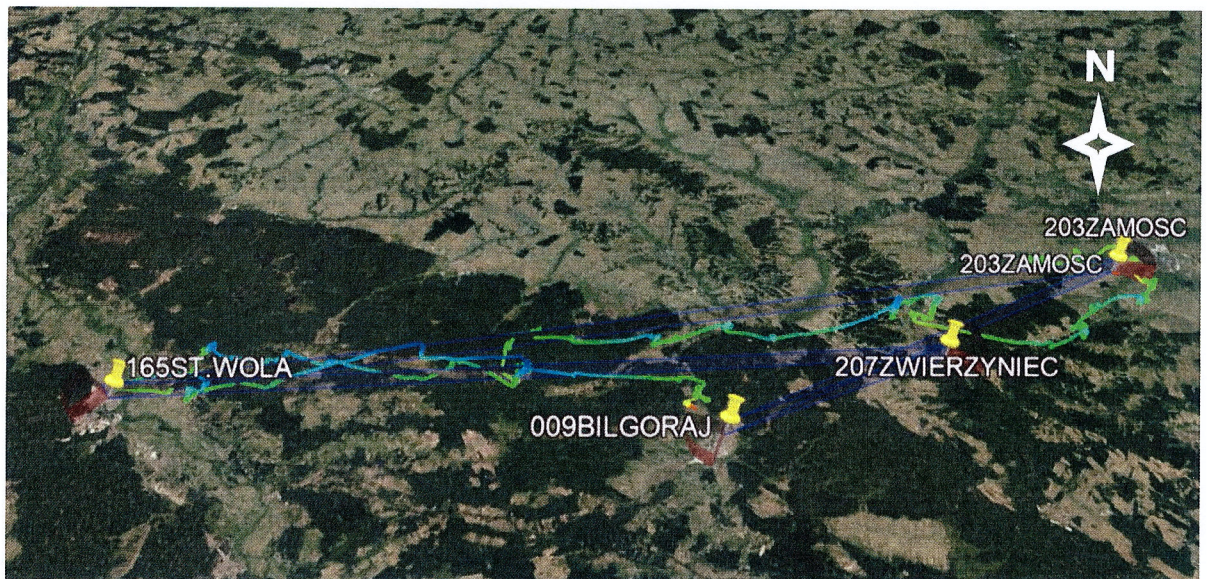 N
203ZAMOSC
203ZAMOSC
165ST.WOLA
207ZWIERZYNIEC
009BILGORAJ